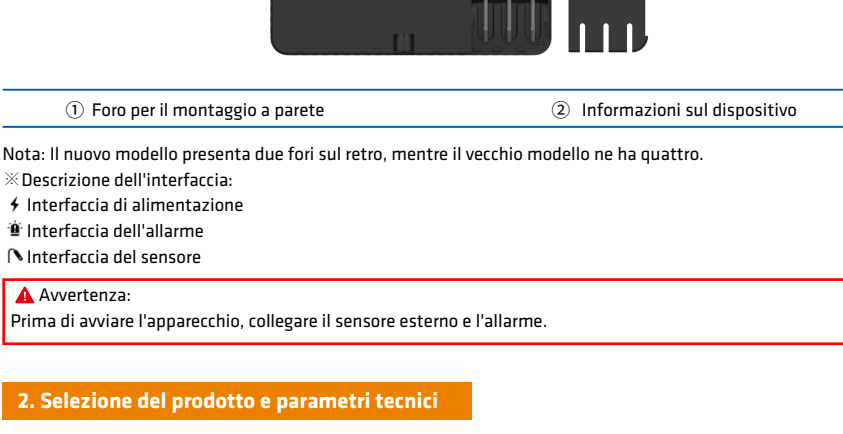 ① Foro per il montaggio a parete ② Informazioni sul dispositivo
Nota: Il nuovo modello presenta due fori sul retro, mentre il vecchio modello ne ha quattro.
※Descrizione dell'interfaccia:
Interfaccia di alimentazione
Interfaccia dell'allarme
Interfaccia del sensore
Avvertenza:
Prima di avviare l'apparecchio, collegare il sensore esterno e l'allarme.
2. Selezione del prodotto e parametri tecnici